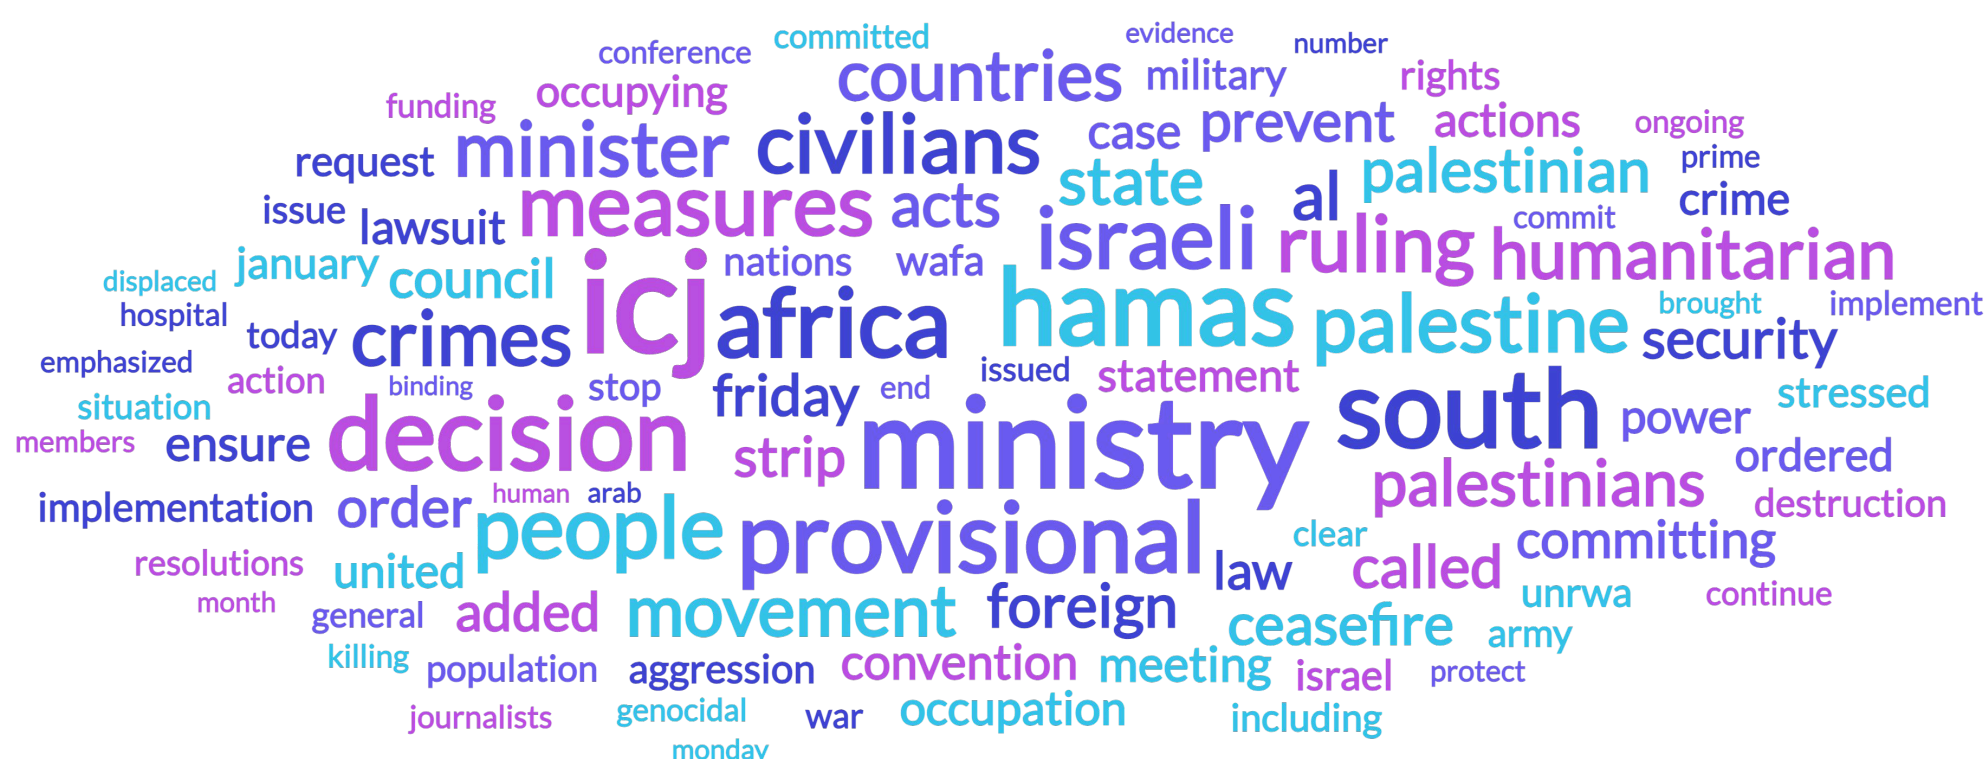 committed evidence number
conference countries military rights
funding occupying case prevent actions ongoing
request minister civilians state palestinian prime
issue lawsuit measures acts israeli al ruling commit crime
displaced january council nations wafa humanitarian
hospital today crimes icj africa hamas palestine brought security implement
emphasized action binding stop friday end issued statement stressed
situation decision ministry south power
members ensure strip palestinians ordered
implementation order human arab provisional destruction
resolutions united people law clear called committing
month general added movement foreign ceasefire unrwa continue
killing population aggression convention meeting israel army protect
journalists genocidal war occupation including
monday